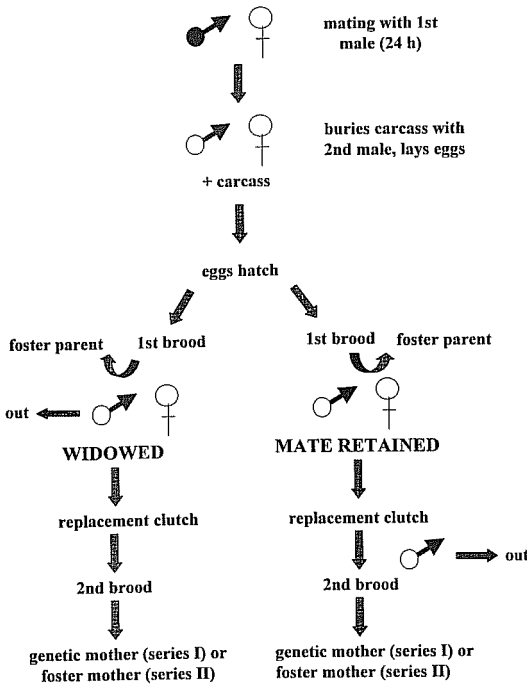 mating with 1st
male (24 h)
buries carcass with
2nd male, lays eggs
+ carcass
eggs hatch
foster parent
1st brood
out
WIDOWED
replacement clutch
2nd brood
genetic mother (series I) or
foster mother (series II)
1st brood
foster parent
MATE RETAINED
replacement clutch
out
2nd brood
genetic mother (series I) or
foster mother (series II)